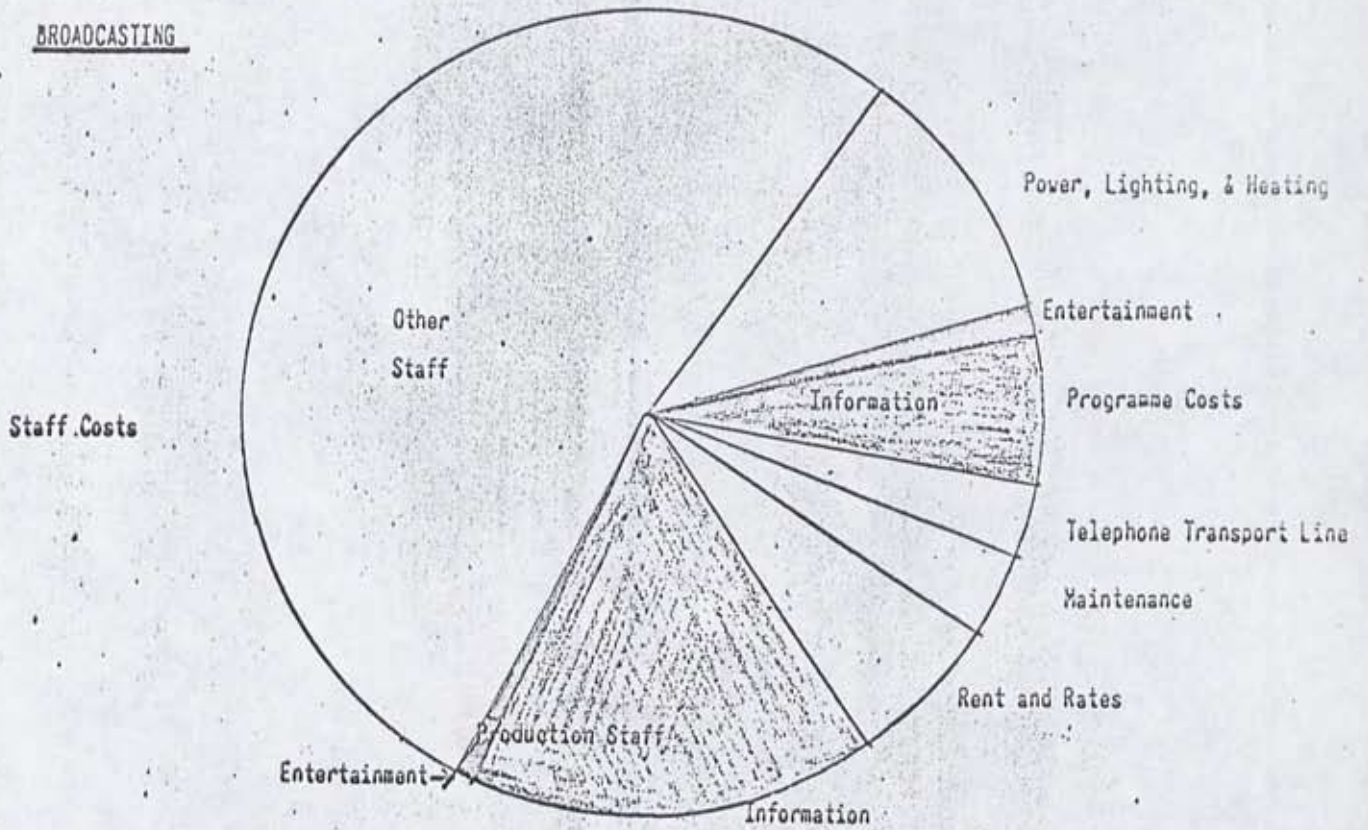 BROADCASTING
Power, Lighting, & Heating
Entertainment
Other
Staff
Information
Programme Costs
Staff Costs
Telephone Transport Line
Maintenance
Rent and Rates
Production Staff
Entertainment
Information